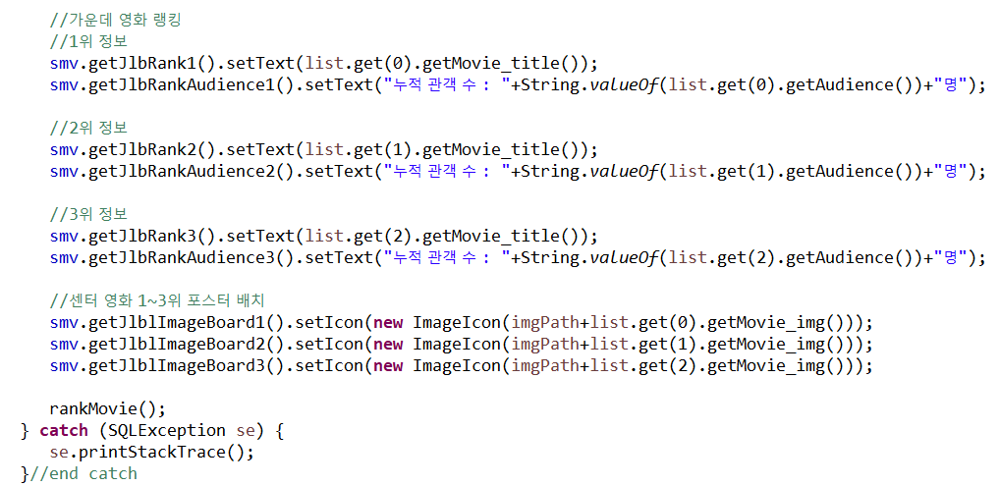 //가운데 영화 랭킹
//1위 정보
smv.getJlbRank1().setText(list.get(0).getMovie_title());
smv.getJlbRankAudience1().setText("누적 관객 수 : "+String.valueOf(list.get(0).getAudience())+"명");
//2위 정보
smv.getJlbRank2().setText(list.get(1).getMovie_title());
smv.getJlbRankAudience2().setText("누적 관객 수 : "+String.valueOf(list.get(1).getAudience())+"명");
//3위 정보
smv.getJlbRank3().setText(list.get(2).getMovie_title());
smv.getJlbRankAudience3().setText("누적 관객 수 : "+String.valueOf(list.get(2).getAudience())+"명");
//센터 영화 1~3위 포스터 배치
smv.getJlblImageBoard1().setIcon(new ImageIcon(imgPath+list.get(0).getMovie_img()));
smv.getJlblImageBoard2().setIcon(new ImageIcon(imgPath+list.get(1).getMovie_img()));
smv.getJlblImageBoard3().setIcon(new ImageIcon(imgPath+list.get(2).getMovie_img()));
rankMovie();
} catch (SQLException se) {
se.printStackTrace();
}//end catch